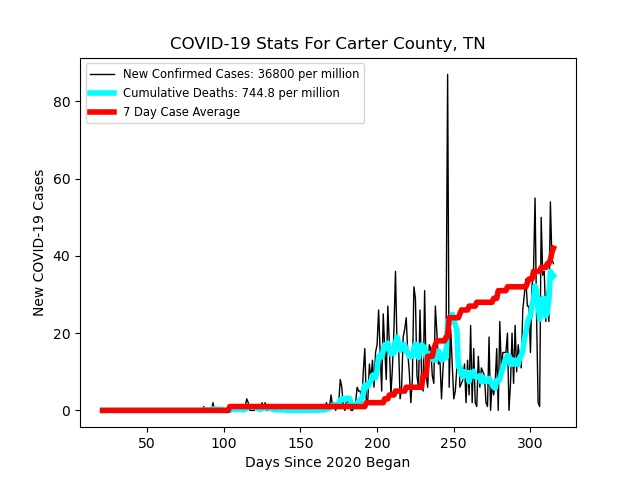 COVID-19 Stats For Carter County, TN
New Confirmed Cases: 36800 per million
Cumulative Deaths: 744.8 per million
7 Day Case Average
New COVID-19 Cases
80
60
40
20
0
50 100 150 200 250 300
Days Since 2020 Began